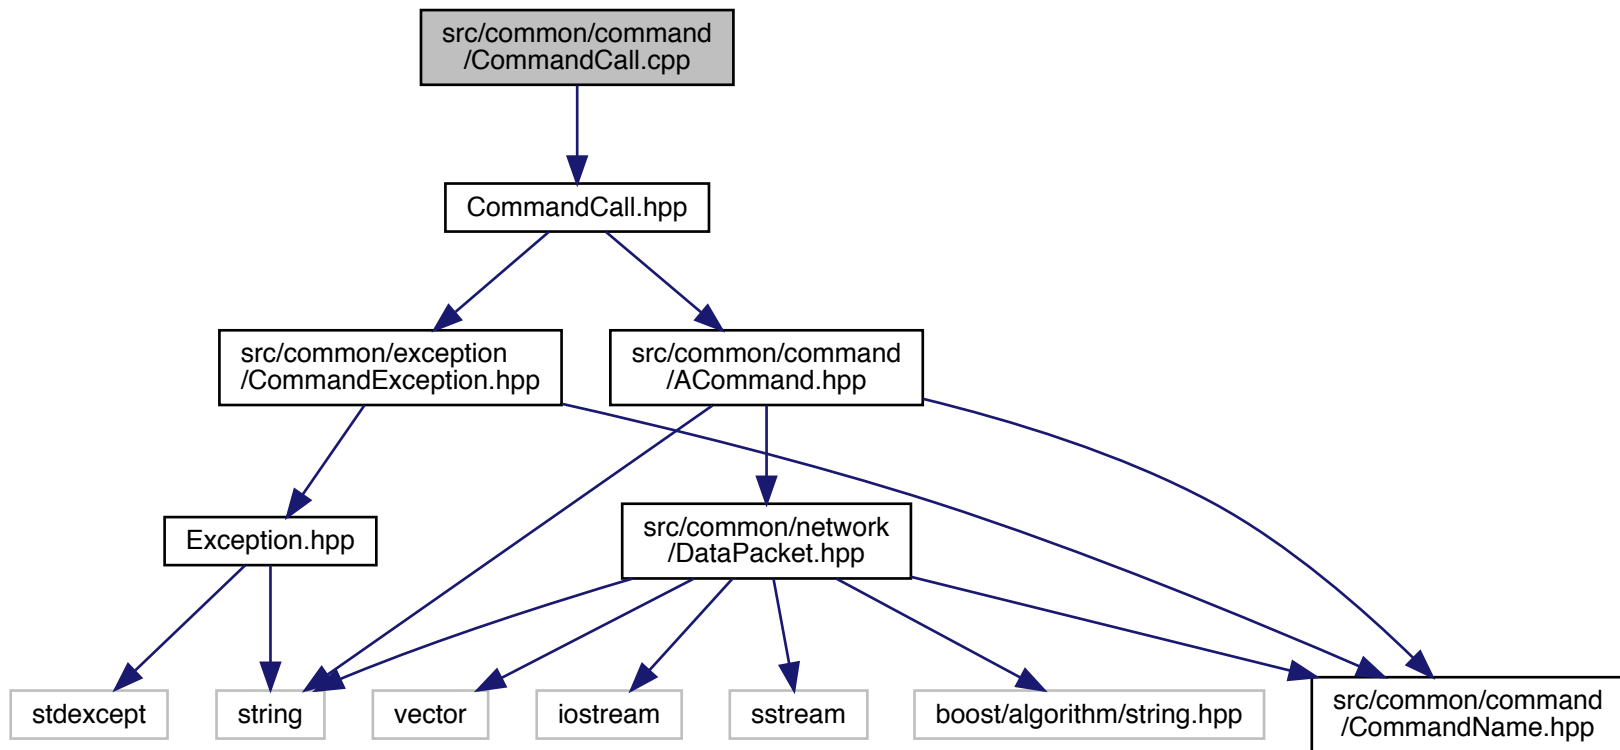 src/common/command
/CommandCall.cpp
CommandCall.hpp
src/common/exception
/CommandException.hpp
src/common/command
/ACommand.hpp
Exception.hpp
src/common/network
/DataPacket.hpp
stdexcept
string
vector
iostream
sstream
boost/algorithm/string.hpp
src/common/command
/CommandName.hpp